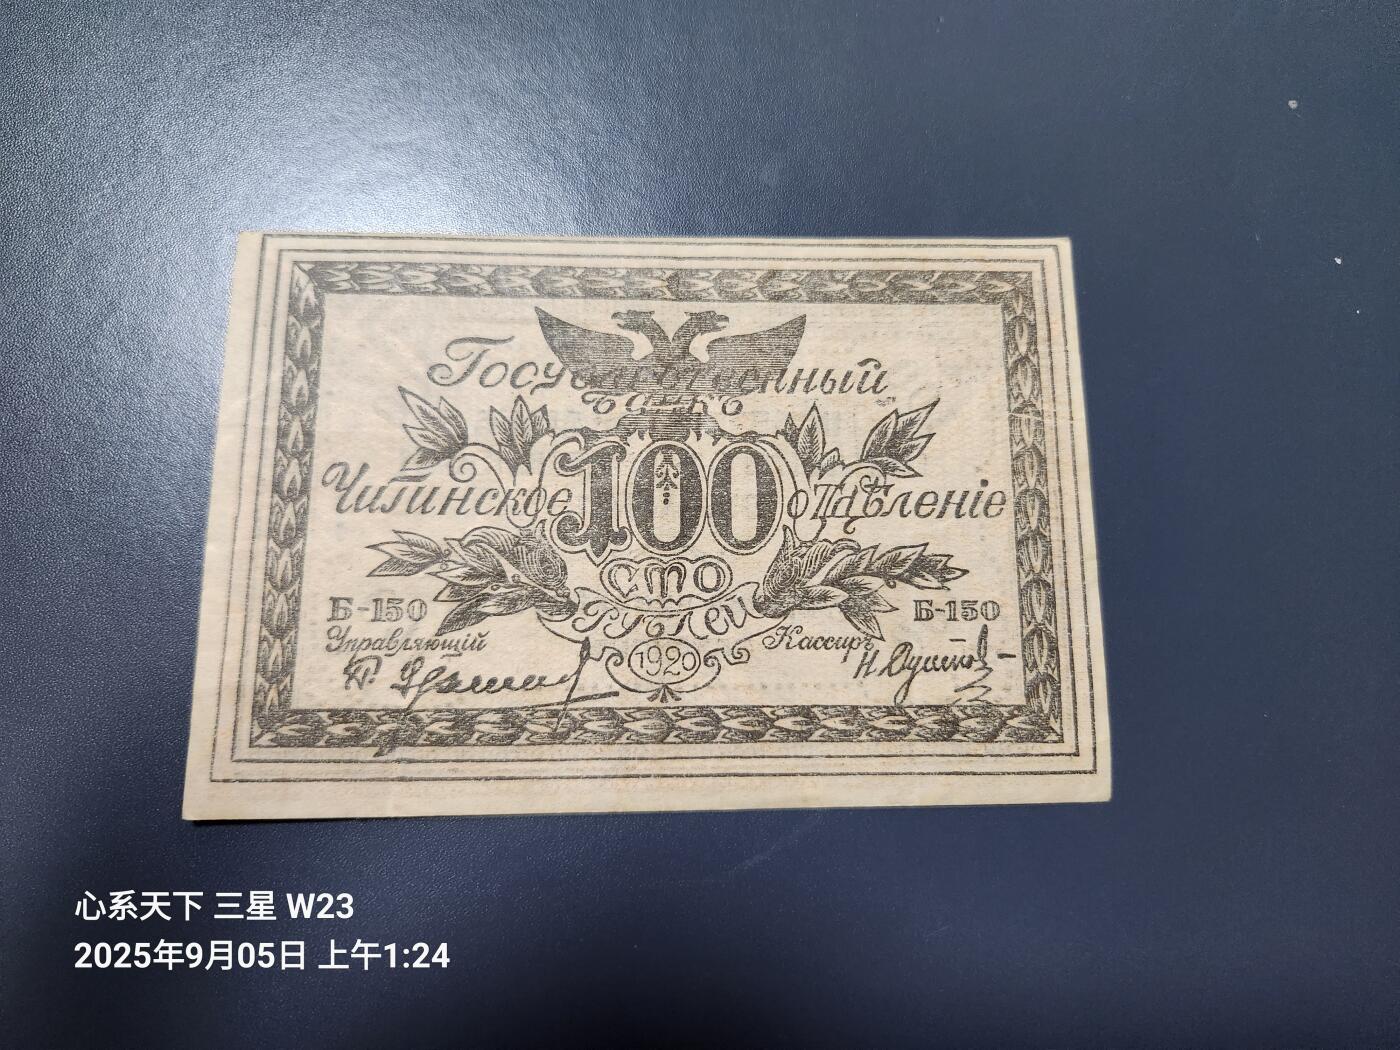 Государственный
банкъ
Читинское отдѣленіе
100
сто
рублей
Б-150 Б-150
Управляющій Кассиръ
1920
心系天下 三星 W23
2025年9月05日 上午1:24